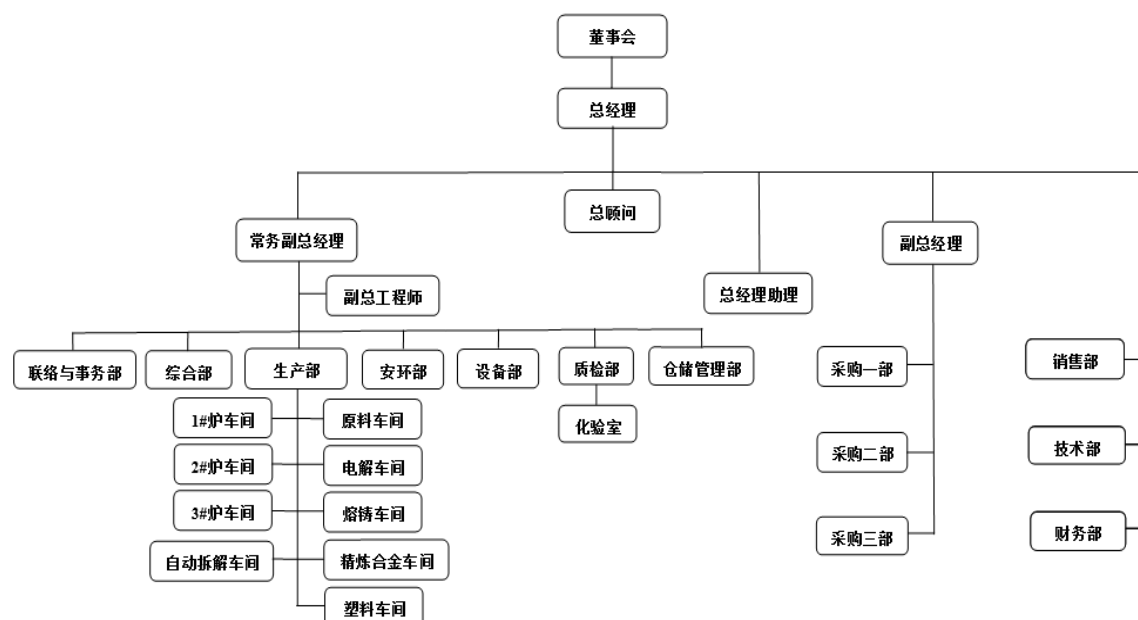 董事会
总经理
总顾问
常务副总经理
副总经理
总经理助理
副总工程师
联络与事务部
综合部
生产部
安环部
设备部
质检部
仓储管理部
采购一部
销售部
1#炉车间
原料车间
化验室
2#炉车间
电解车间
采购二部
技术部
3#炉车间
熔铸车间
采购三部
财务部
自动拆解车间
精炼合金车间
塑料车间